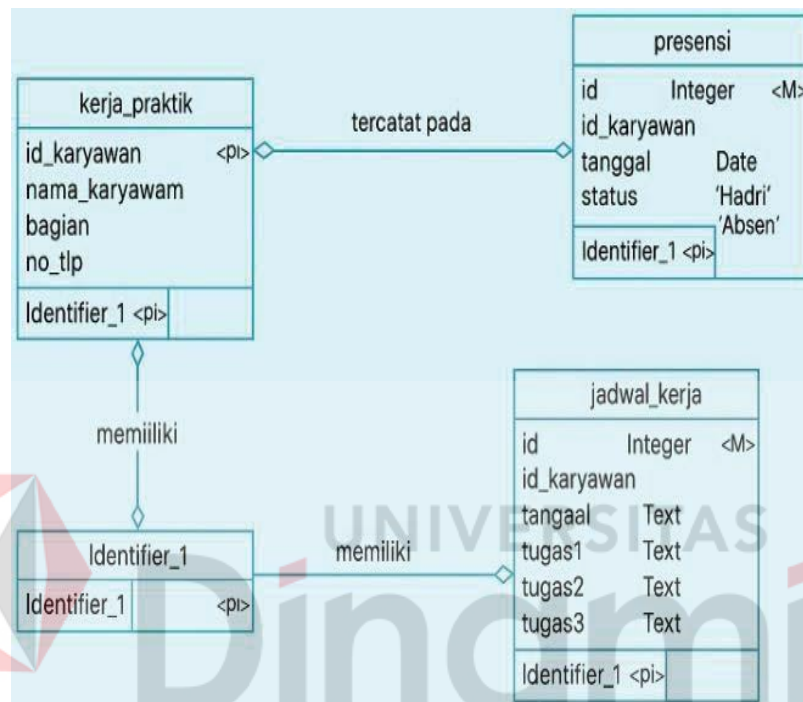 kerja_praktik
id_karyawan <pi>
nama_karyawam
bagian
no_tlp
Identifier_1 <pi>
tercatat pada
presensi
id Integer <M>
id_karyawan
tanggal Date
status 'Hadri'
'Absen'
Identifier_1 <pi>
memiiliki
Identifier_1
Identifier_1 <pi>
memiliki
jadwal_kerja
id Integer <M>
id_karyawan
tangaal Text
tugas1 Text
tugas2 Text
tugas3 Text
Identifier_1 <pi>
UNIVERSITAS
Dinami